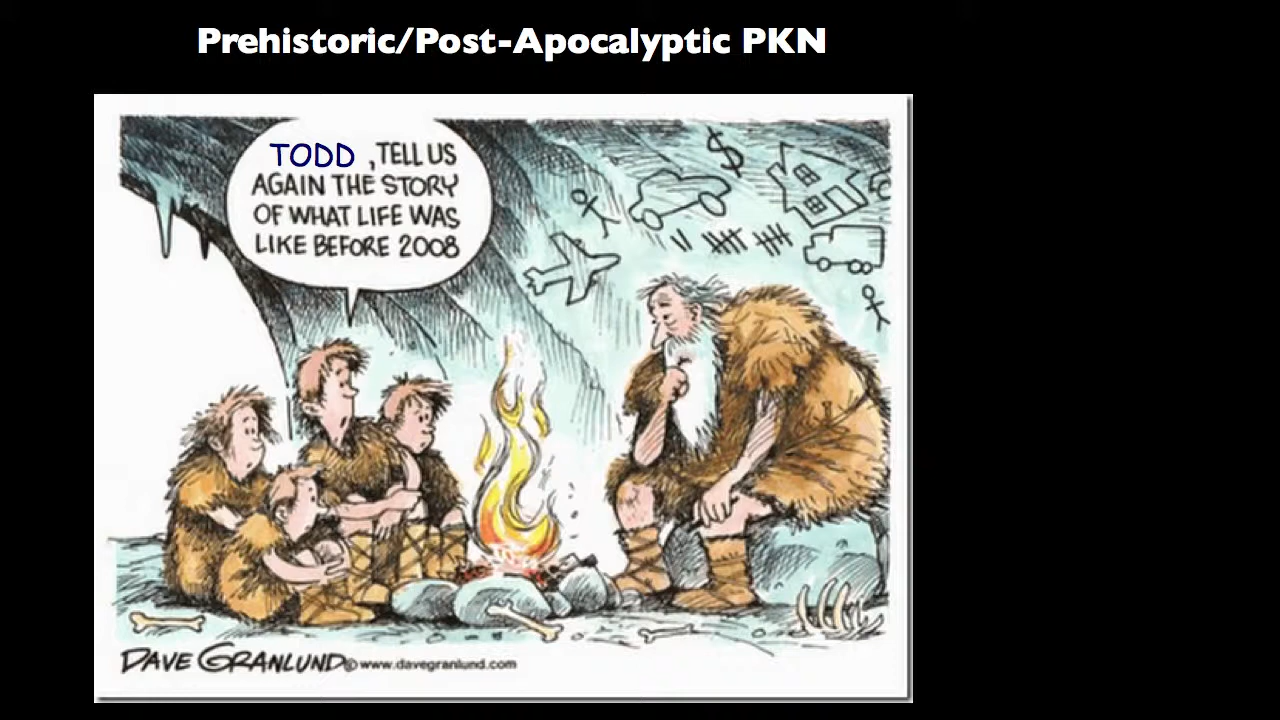 Prehistoric/Post-Apocalyptic PKN
TODD ,TELL US
AGAIN THE STORY
OF WHAT LIFE WAS
LIKE BEFORE 2008
$
DAVE GRANLUND© www.davegranlund.com